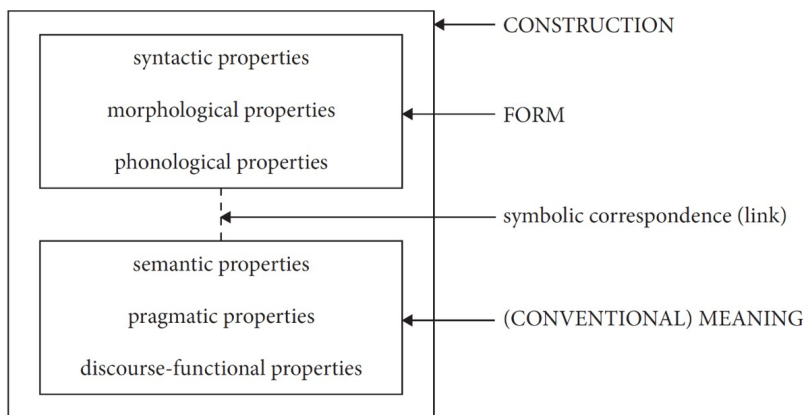 CONSTRUCTION
syntactic properties
morphological properties
FORM
phonological properties
symbolic correspondence (link)
semantic properties
pragmatic properties
(CONVENTIONAL) MEANING
discourse-functional properties